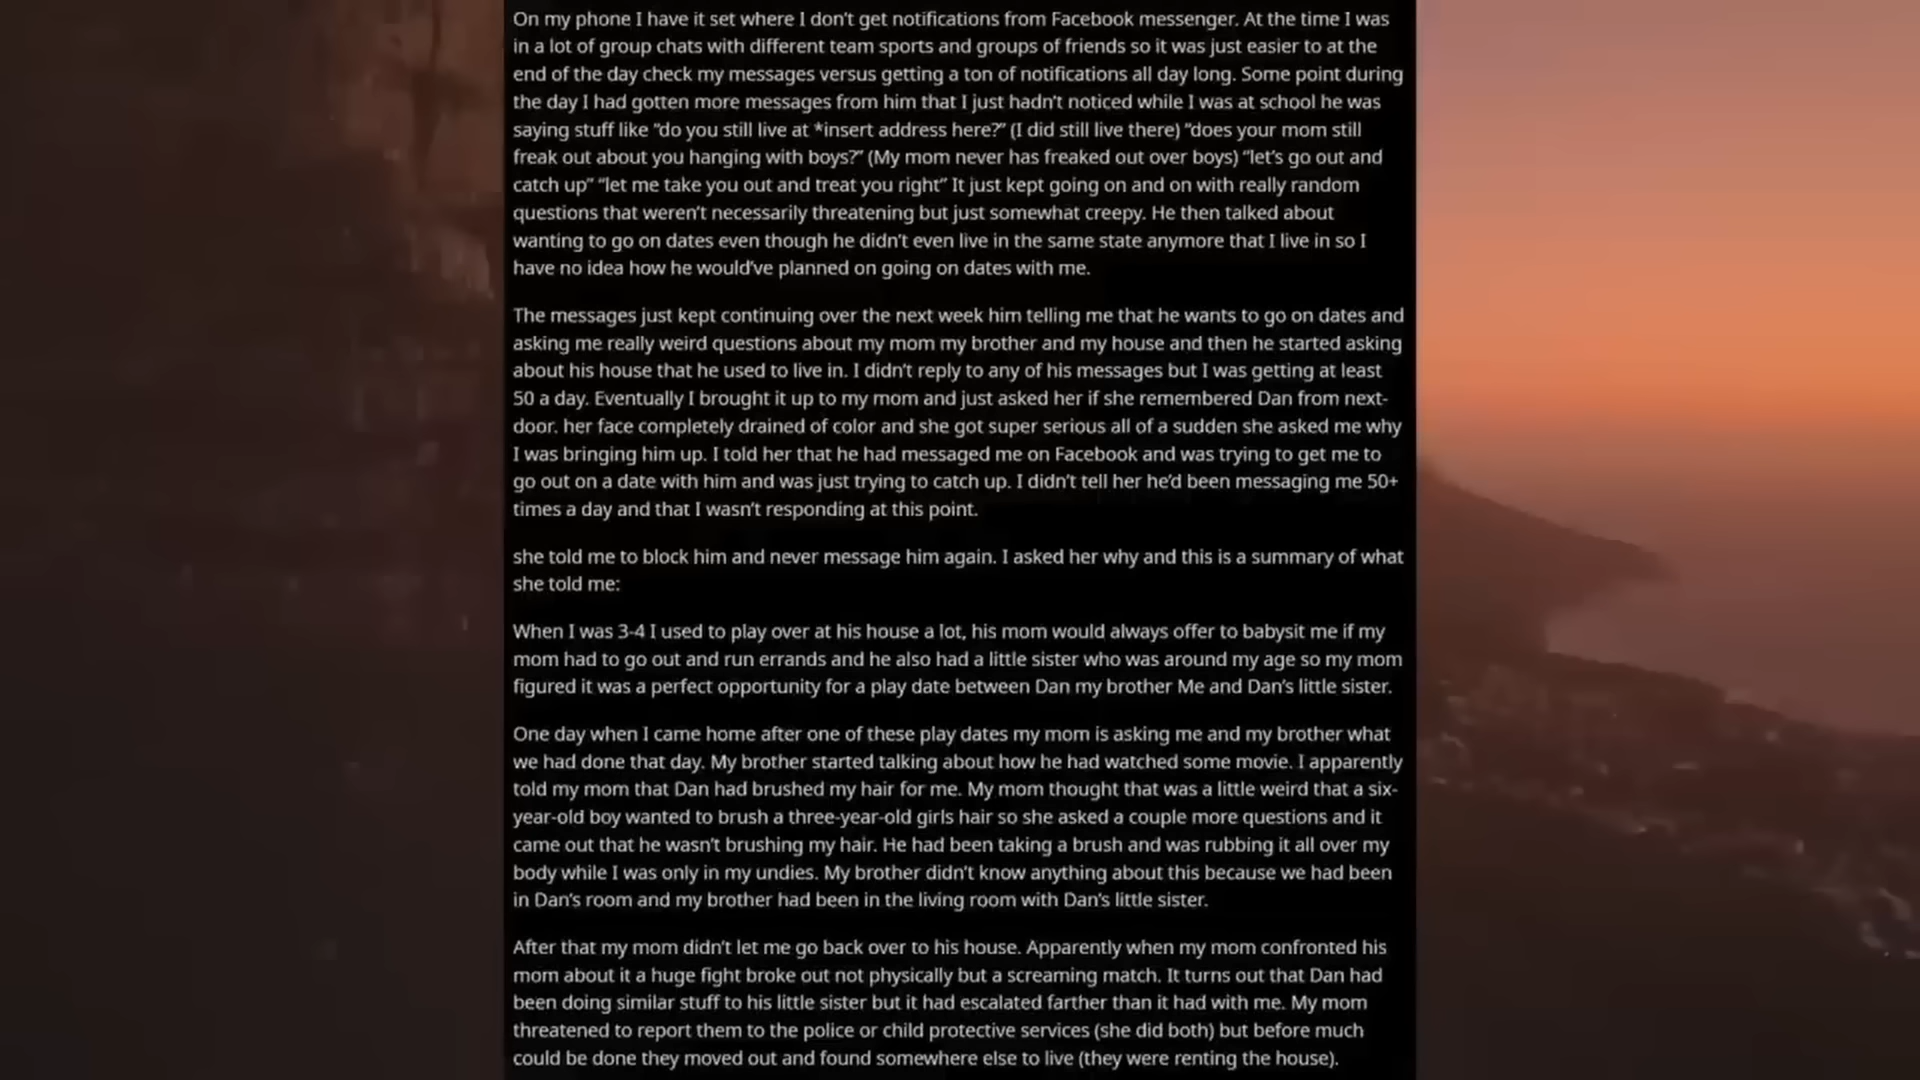 On my phone I have it set where I don't get notifications from Facebook messenger. At the time I was
in a lot of group chats with different team sports and groups of friends so it was just easier to at the
end of the day check my messages versus getting a ton of notifications all day long. Some point during
the day I had gotten more messages from him that I just hadn't noticed while I was at school he was
saying stuff like "do you still live at *insert address here?" (I did still live there) "does your mom still
freak out about you hanging with boys?" (My mom never has freaked out over boys) "let's go out and
catch up" "let me take you out and treat you right" It just kept going on and on with really random
questions that weren't necessarily threatening but just somewhat creepy. He then talked about
wanting to go on dates even though he didn't even live in the same state anymore that I live in so I
have no idea how he would've planned on going on dates with me.
The messages just kept continuing over the next week him telling me that he wants to go on dates and
asking me really weird questions about my mom my brother and my house and then he started asking
about his house that he used to live in. I didn't reply to any of his messages but I was getting at least
50 a day. Eventually I brought it up to my mom and just asked her if she remembered Dan from next-
door. her face completely drained of color and she got super serious all of a sudden she asked me why
I was bringing him up. I told her that he had messaged me on Facebook and was trying to get me to
go out on a date with him and was just trying to catch up. I didn't tell her he'd been messaging me 50+
times a day and that I wasn't responding at this point.
she told me to block him and never message him again. I asked her why and this is a summary of what
she told me:
When I was 3-4 I used to play over at his house a lot, his mom would always offer to babysit me if my
mom had to go out and run errands and he also had a little sister who was around my age so my mom
figured it was a perfect opportunity for a play date between Dan my brother Me and Dan's little sister.
One day when I came home after one of these play dates my mom is asking me and my brother what
we had done that day. My brother started talking about how he had watched some movie. I apparently
told my mom that Dan had brushed my hair for me. My mom thought that was a little weird that a six-
year-old boy wanted to brush a three-year-old girls hair so she asked a couple more questions and it
came out that he wasn't brushing my hair. He had been taking a brush and was rubbing it all over my
body while I was only in my undies. My brother didn't know anything about this because we had been
in Dan's room and my brother had been in the living room with Dan's little sister.
After that my mom didn't let me go back over to his house. Apparently when my mom confronted his
mom about it a huge fight broke out not physically but a screaming match. It turns out that Dan had
been doing similar stuff to his little sister but it had escalated farther than it had with me. My mom
threatened to report them to the police or child protective services (she did both) but before much
could be done they moved out and found somewhere else to live (they were renting the house).